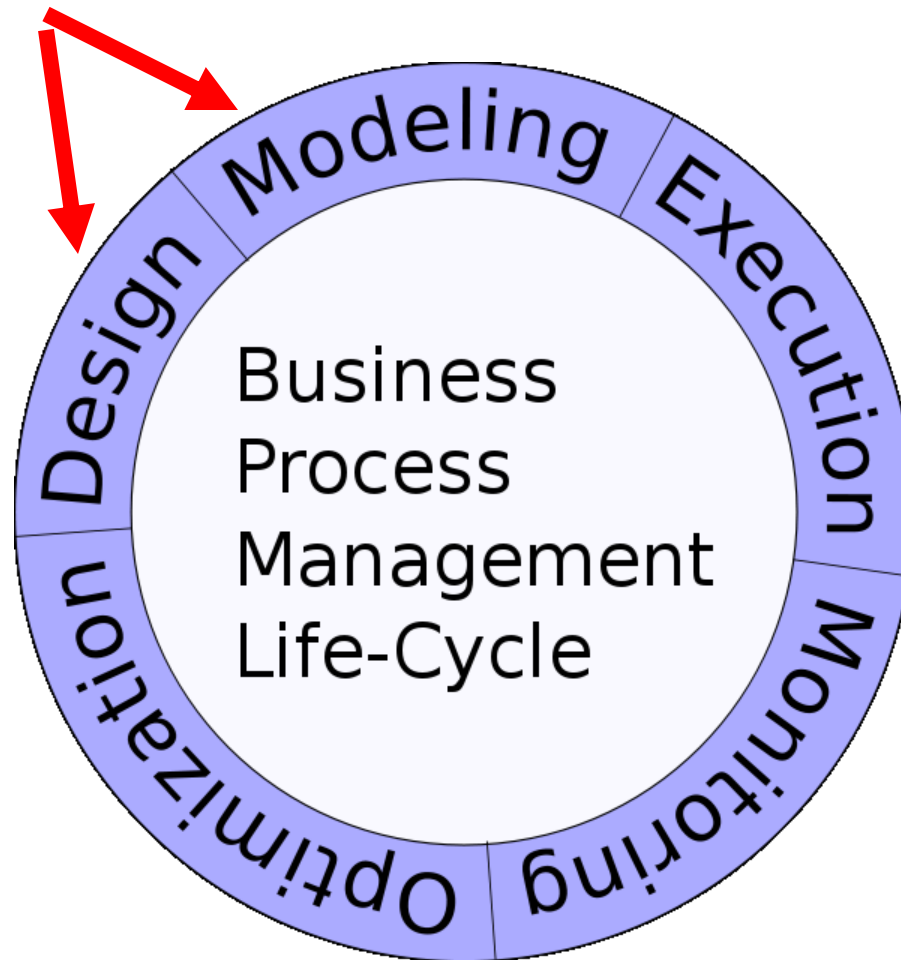 Design
Modeling
Execution
Monitoring
Optimization
Business
Process
Management
Life-Cycle